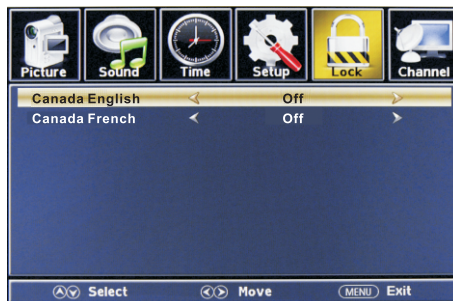 Picture Sound Time Setup Lock Channel
Canada English Off
Canada French Off
Select Move MENU Exit